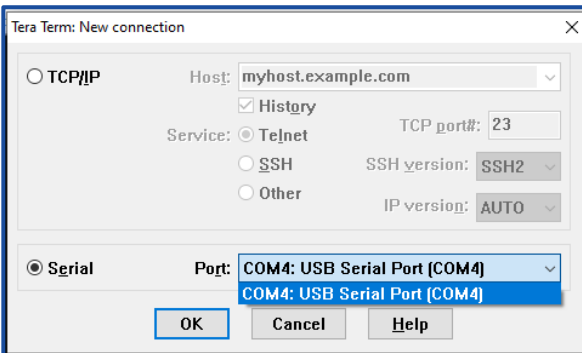 Tera Term: New connection
TCP/IP Host: myhost.example.com
History
Service: Telnet TCP port#: 23
SSH SSH version: SSH2
Other IP version: AUTO
Serial Port: COM4: USB Serial Port (COM4)
COM4: USB Serial Port (COM4)
OK Cancel Help